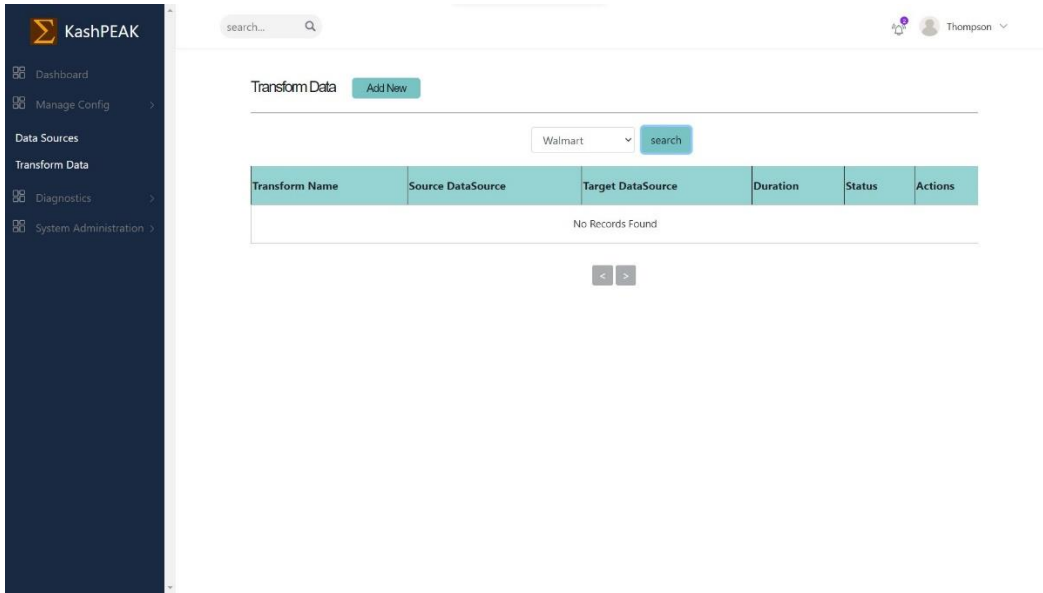 KashPEAK
search...
2
Thompson
Dashboard
Manage Config
Data Sources
Transform Data
Diagnostics
System Administration
Transform Data Add New
Walmart search
Transform Name Source DataSource Target DataSource Duration Status Actions
No Records Found
< >